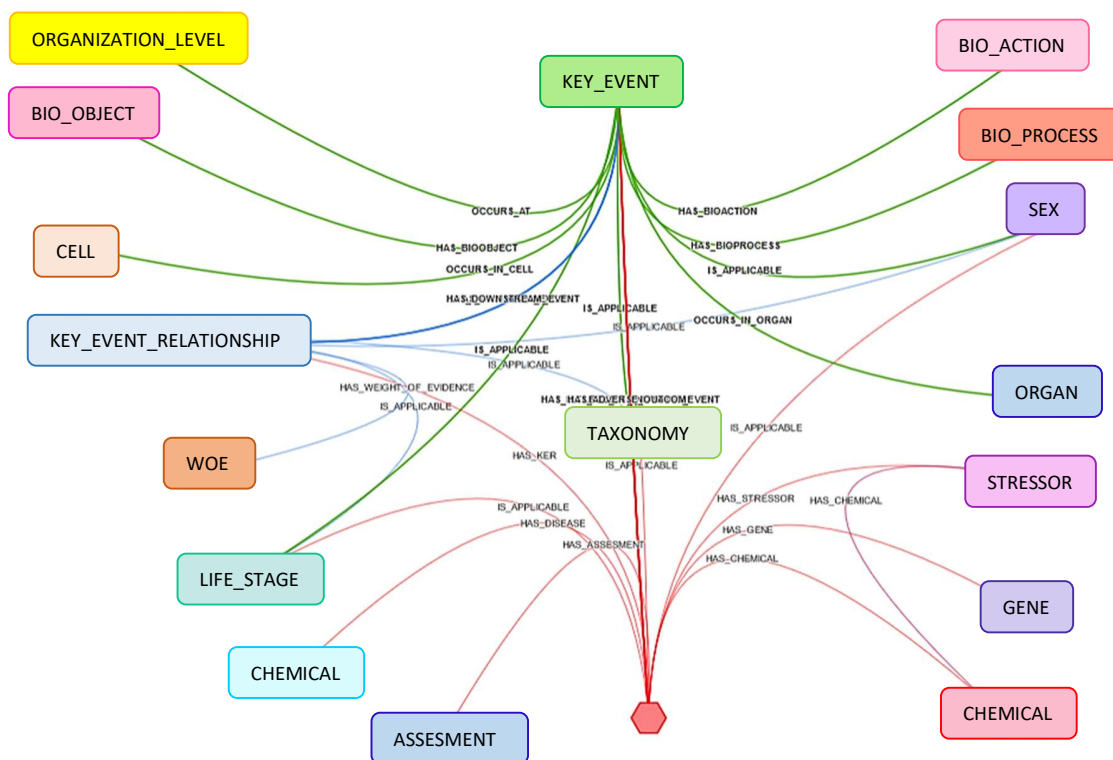 ORGANIZATION_LEVEL
BIO_ACTION
KEY_EVENT
BIO_OBJECT
BIO_PROCESS
SEX
OCCURS_AT
HAS_BIOACTION
CELL
HAS_BIOOBJECT
HAS_BIOPROCESS
OCCURS_IN_CELL
IS_APPLICABLE
IS_APPLICABLE
OCCURS_IN_ORGAN
IS_APPLICABLE
KEY_EVENT_RELATIONSHIP
IS_APPLICABLE
IS_APPLICABLE
HAS_WEIGHT_OF_EVIDENCE
ORGAN
IS_APPLICABLE
TAXONOMY
IS_APPLICABLE
WOE
HAS_KER
IS_APPLICABLE
STRESSOR
HAS_STRESSOR
HAS_CHEMICAL
IS_APPLICABLE
HAS_DISEASE
HAS_GENE
HAS_ASSESMENT
HAS_CHEMICAL
LIFE_STAGE
GENE
CHEMICAL
CHEMICAL
ASSESMENT